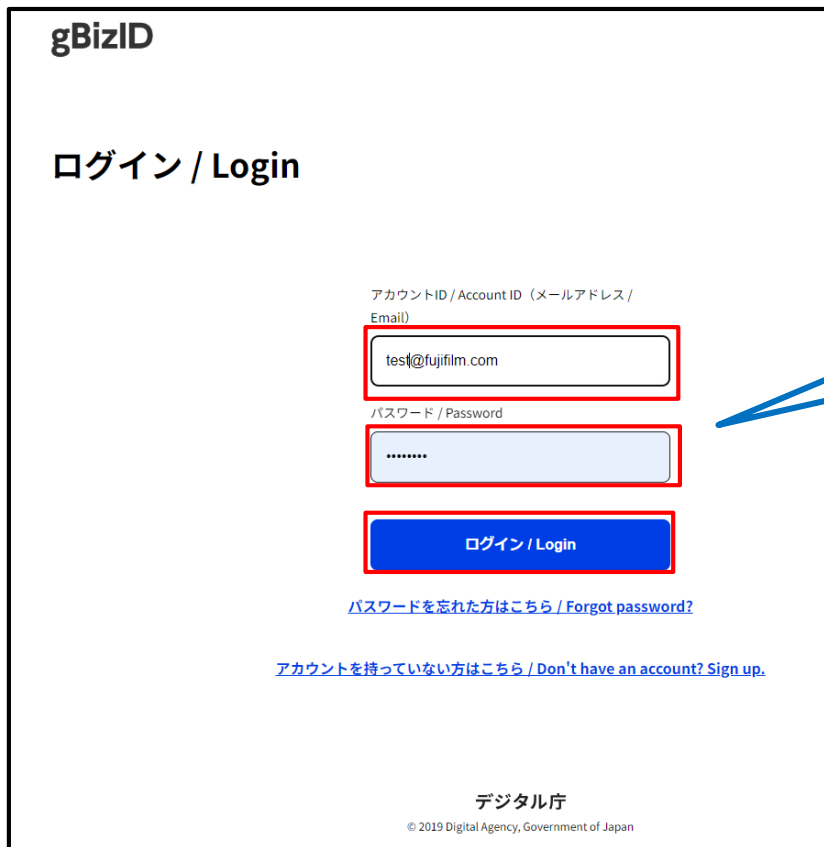 gBizID
ログイン / Login
アカウントID / Account ID（メールアドレス /
Email）
test@fujifilm.com
パスワード / Password
••••••••
ログイン / Login
パスワードを忘れた方はこちら / Forgot password?
アカウントを持っていない方はこちら / Don't have an account? Sign up.
デジタル庁
© 2019 Digital Agency, Government of Japan